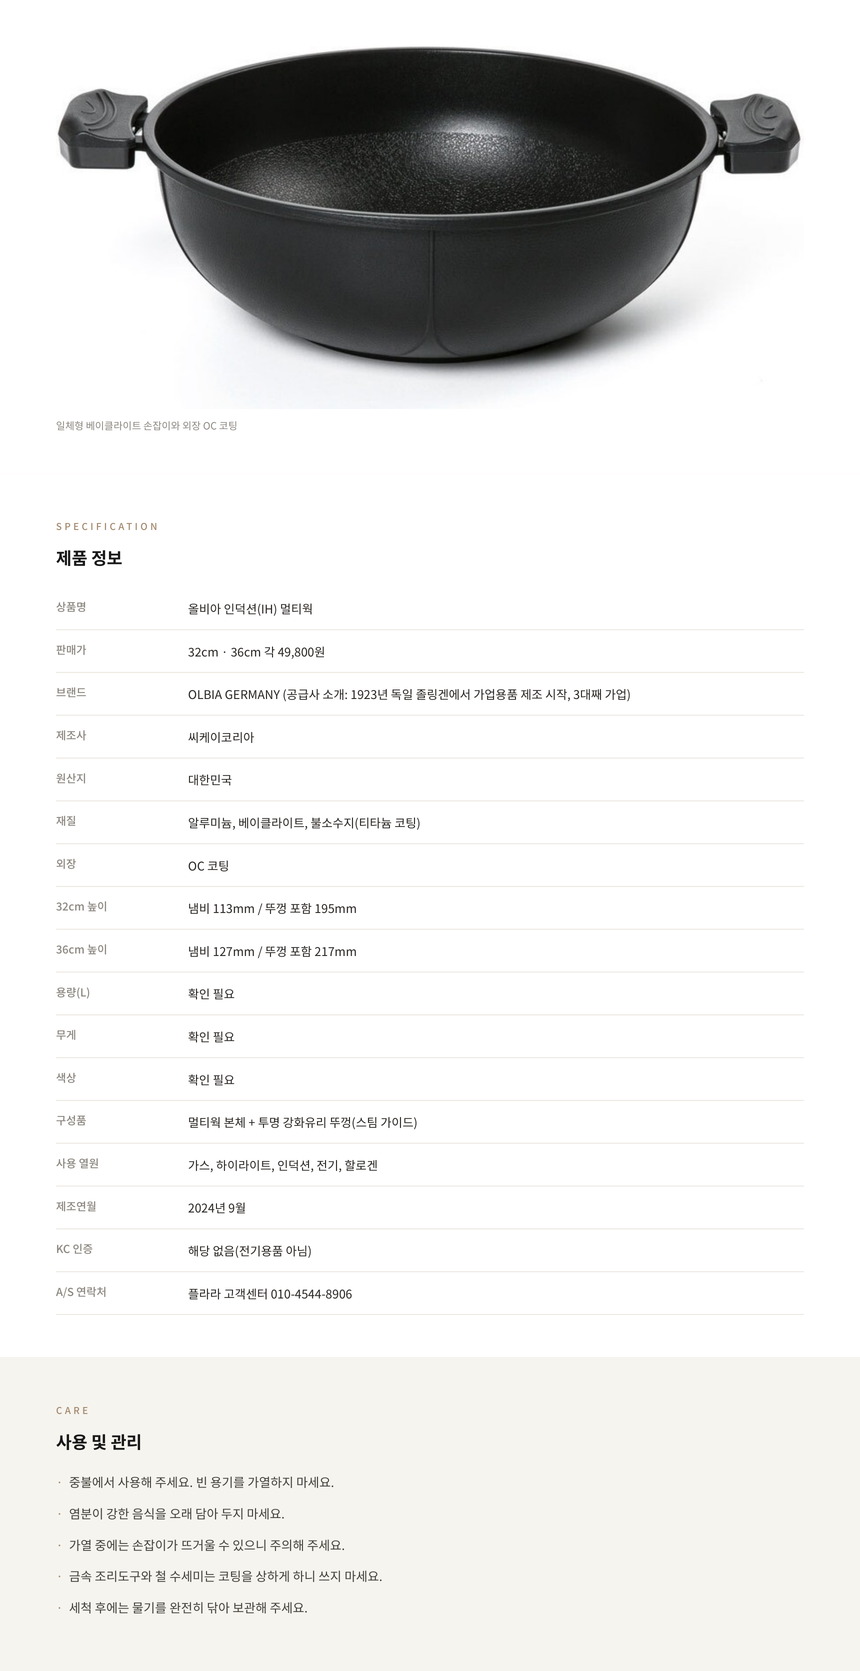 일체형 베이클라이트 손잡이와 외장 OC 코팅
SPECIFICATION
제품 정보
상품명 올비아 인덕션(IH) 멀티웍
판매가 32cm · 36cm 각 49,800원
브랜드 OLBIA GERMANY (공급사 소개: 1923년 독일 졸링겐에서 가업용품 제조 시작, 3대째 가업)
제조사 씨케이코리아
원산지 대한민국
재질 알루미늄, 베이클라이트, 불소수지(티타늄 코팅)
외장 OC 코팅
32cm 높이 냄비 113mm / 뚜껑 포함 195mm
36cm 높이 냄비 127mm / 뚜껑 포함 217mm
용량(L) 확인 필요
무게 확인 필요
색상 확인 필요
구성품 멀티웍 본체 + 투명 강화유리 뚜껑(스팀 가이드)
사용 열원 가스, 하이라이트, 인덕션, 전기, 할로겐
제조연월 2024년 9월
KC 인증 해당 없음(전기용품 아님)
A/S 연락처 플라라 고객센터 010-4544-8906
CARE
사용 및 관리
· 중불에서 사용해 주세요. 빈 용기를 가열하지 마세요.
· 염분이 강한 음식을 오래 담아 두지 마세요.
· 가열 중에는 손잡이가 뜨거울 수 있으니 주의해 주세요.
· 금속 조리도구와 철 수세미는 코팅을 상하게 하니 쓰지 마세요.
· 세척 후에는 물기를 완전히 닦아 보관해 주세요.